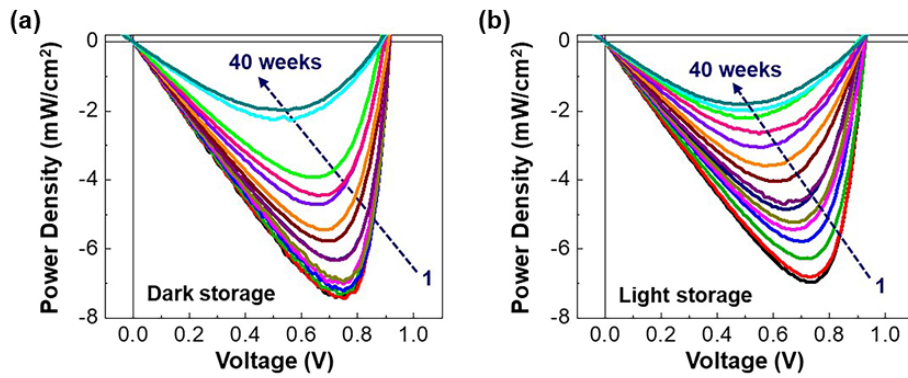 (a)
Power Density (mW/cm²)
0
-2
-4
-6
-8
40 weeks
1
Dark storage
0.0 0.2 0.4 0.6 0.8 1.0
Voltage (V)
(b)
Power Density (mW/cm²)
0
-2
-4
-6
-8
40 weeks
1
Light storage
0.0 0.2 0.4 0.6 0.8 1.0
Voltage (V)